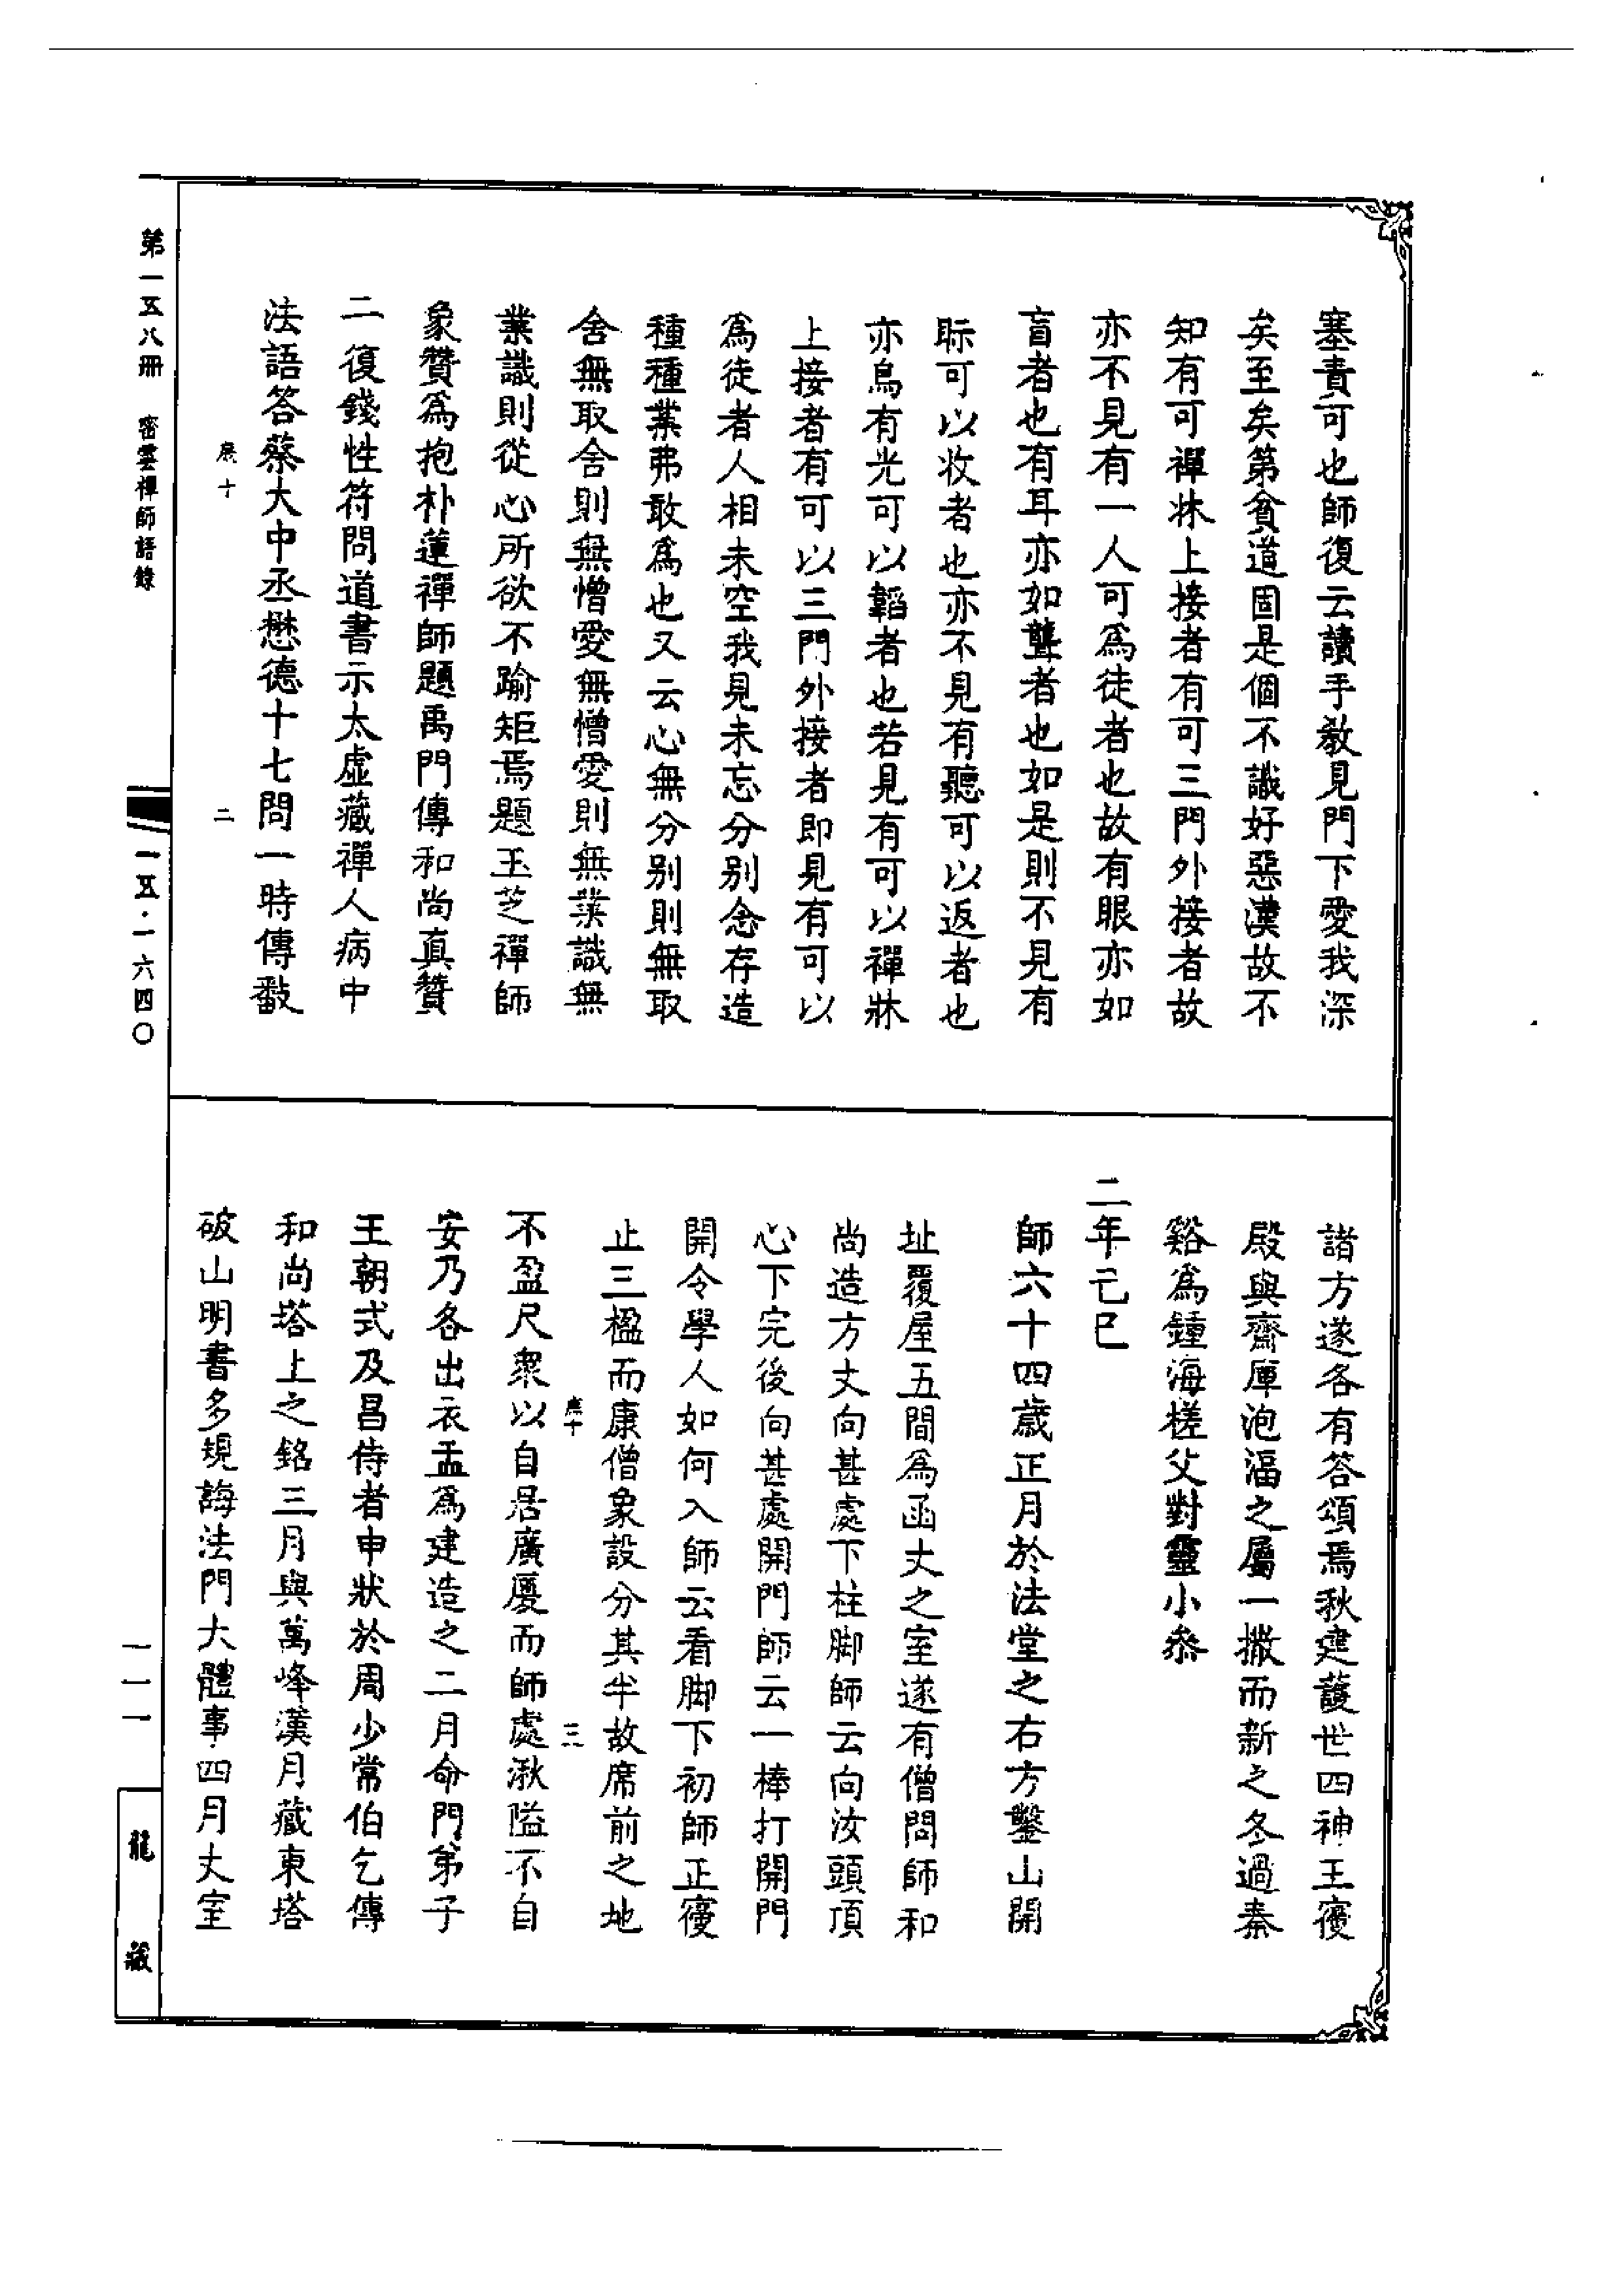 塞責可也師復云讀手教見門下愛我深
矣至矣第貧道固是個不識好惡漢故不
知有可禪牀上接者有可三門外接者故
亦不見有一人可為徒者也故有眼亦如
盲者也有耳亦如聾者也如是則不見有
眎可以收者也亦不見有聽可以返者也
亦烏有光可以韜者也若見有可以禪牀
上接者有可以三門外接者即見有可以
為徒者人相未空我見未忘分別念存造
種種業弗敢為也又云心無分別則無取
舍無取舍則無憎愛無憎愛則無業識無
業識則從心所欲不踰矩焉題玉芝禪師
象贊為抱朴蓮禪師題禹門傳和尚真贊
二復錢性符問道書示太虛藏禪人病中
法語答蔡大中丞懋德十七問一時傳徧
二
諸方遂各有答頌焉秋建護世四神王寢
殿與齋庫泡湢之屬一撤而新之冬過秦
谿為鍾海槎父對靈小參
二年己巳
師六十四歲正月於法堂之右方鑿山開
址覆屋五間為函丈之室遂有僧問師和
尚造方丈向甚處下柱脚師云向汝頭頂
心下完後向甚處開門師云一棒打開門
開令學人如何入師云看脚下初師正寢
止三楹而康僧象設分其半故席前之地
三
不盈尺眾以自居廣廈而師處湫隘不自
安乃各出衣盂為建造之二月命門弟子
王朝式及昌侍者申狀於周少常伯乞傳
和尚塔上之銘三月與萬峰漢月藏東塔
破山明書多規誨法門大體事四月丈室
第一五八冊 密雲禪師語錄
一五·一六四〇
一一一
龍藏